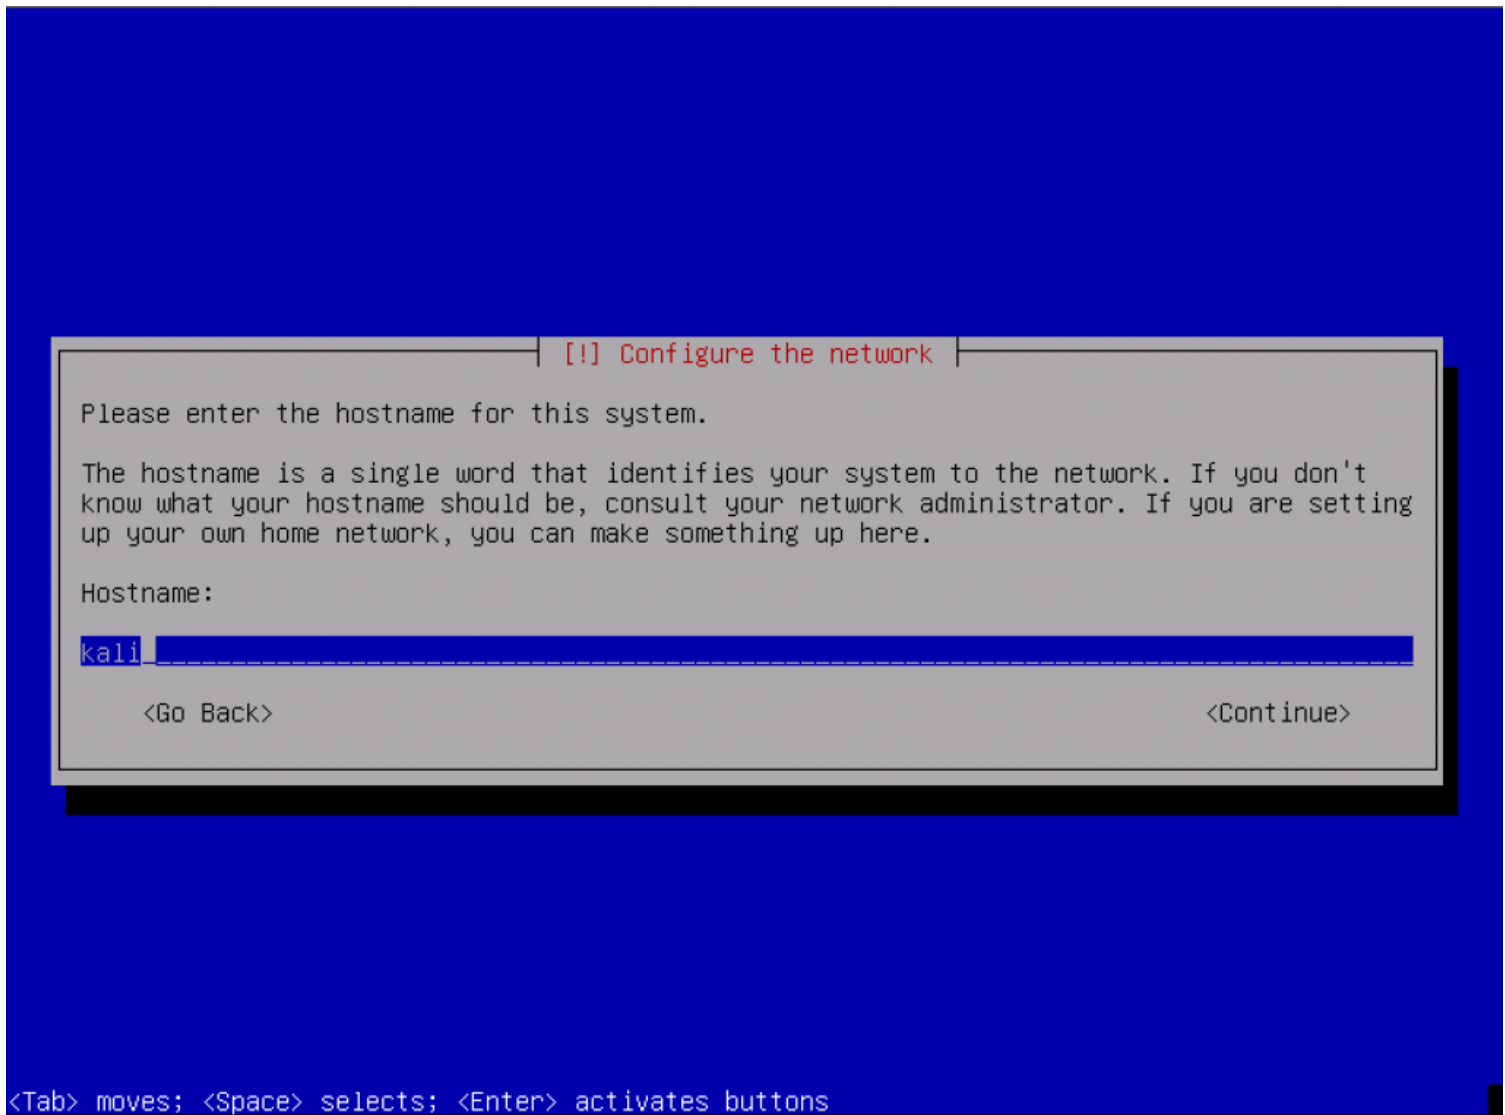 [!] Configure the network
Please enter the hostname for this system.
The hostname is a single word that identifies your system to the network. If you don't
know what your hostname should be, consult your network administrator. If you are setting
up your own home network, you can make something up here.
Hostname:
kali
<Go Back> <Continue>
<Tab> moves; <Space> selects; <Enter> activates buttons